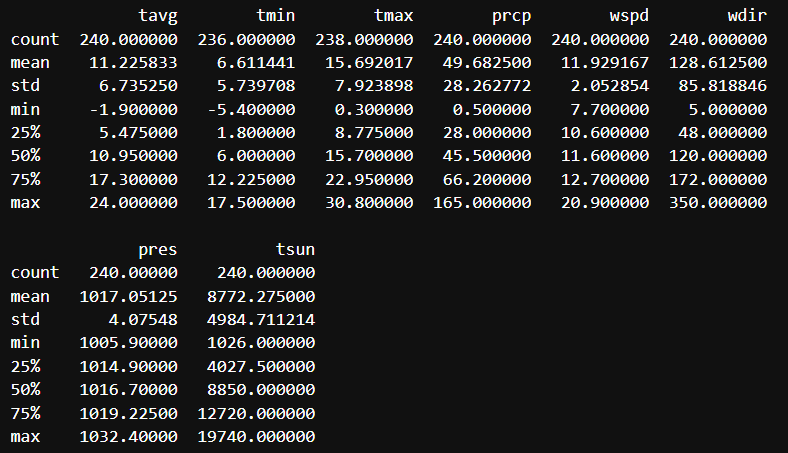 tavg        tmin        tmax        prcp        wspd        wdir
count  240.000000  236.000000  238.000000  240.000000  240.000000  240.000000
mean    11.225833    6.611441   15.692017   49.682500   11.929167  128.612500
std      6.735250    5.739708    7.923898   28.262772    2.052854   85.818846
min     -1.900000   -5.400000    0.300000    0.500000    7.700000    5.000000
25%      5.475000    1.800000    8.775000   28.000000   10.600000   48.000000
50%     10.950000    6.000000   15.700000   45.500000   11.600000  120.000000
75%     17.300000   12.225000   22.950000   66.200000   12.700000  172.000000
max     24.000000   17.500000   30.800000  165.000000   20.900000  350.000000
            pres          tsun
count  240.00000    240.000000
mean  1017.05125   8772.275000
std      4.07548   4984.711214
min   1005.90000   1026.000000
25%   1014.90000   4027.500000
50%   1016.70000   8850.000000
75%   1019.22500  12720.000000
max   1032.40000  19740.000000